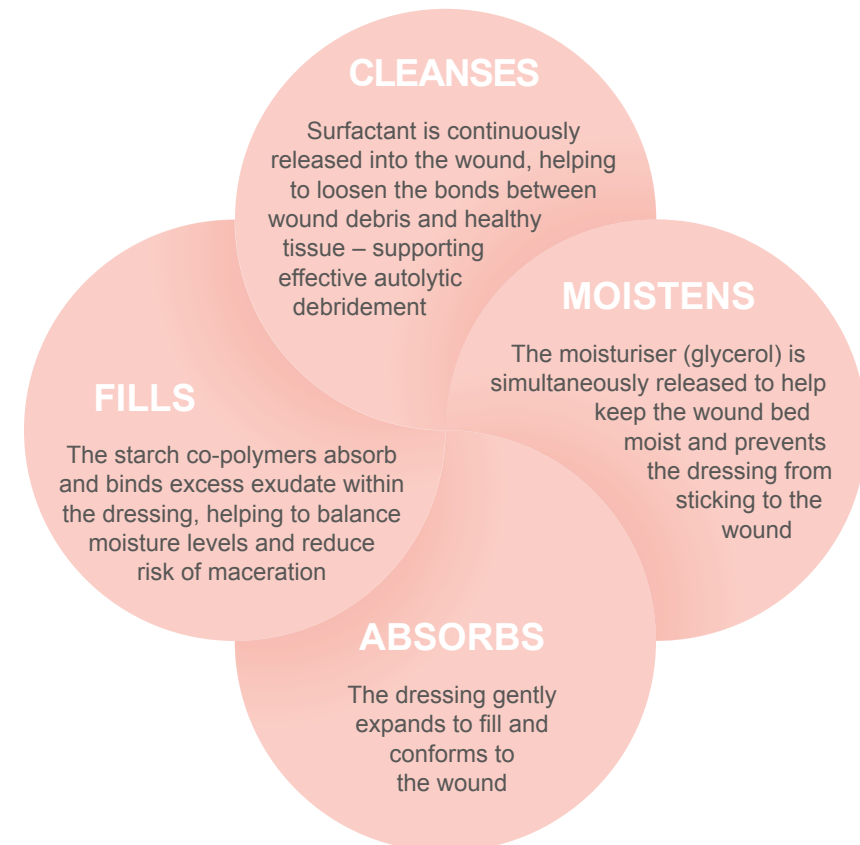 CLEANSES
Surfactant is continuously
released into the wound, helping
to loosen the bonds between
wound debris and healthy
tissue – supporting
effective autolytic
debridement
MOISTENS
The moisturiser (glycerol) is
simultaneously released to help
keep the wound bed
moist and prevents
the dressing from
sticking to the
wound
FILLS
The starch co-polymers absorb
and binds excess exudate within
the dressing, helping to balance
moisture levels and reduce
risk of maceration
ABSORBS
The dressing gently
expands to fill and
conforms to
the wound